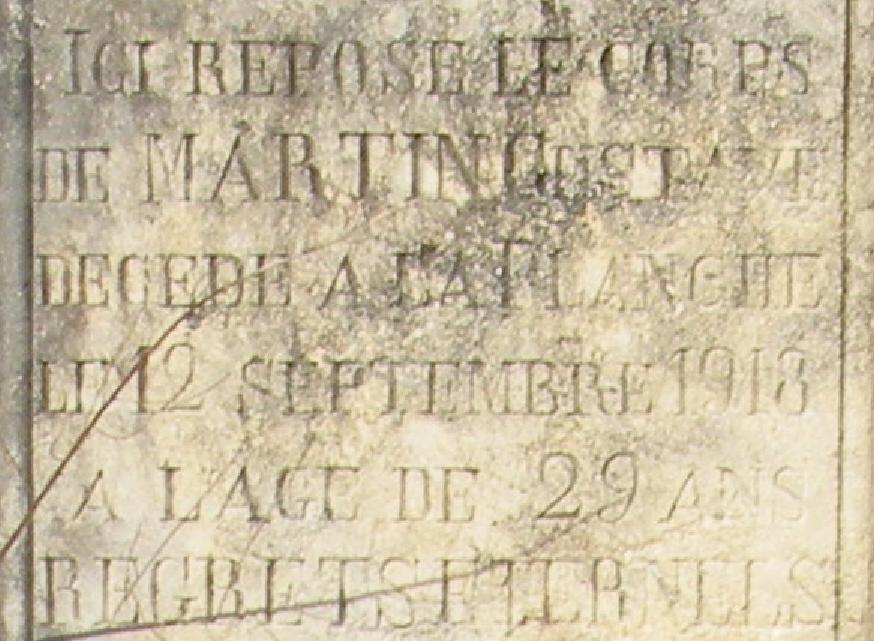 ICI REPOSE LE CORPS
DE MARTIN GUSTAVE
DECEDE A LA PLANCHE
LE 12 SEPTEMBRE 1918
A LAGE DE 29 ANS
REGRETS ETERNELS